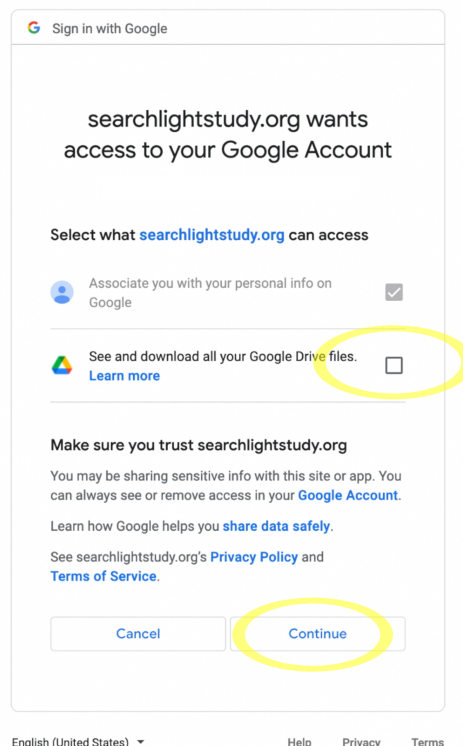 Sign in with Google
searchlightstudy.org wants
access to your Google Account
Select what searchlightstudy.org can access
Associate you with your personal info on
Google
See and download all your Google Drive files.
Learn more
Make sure you trust searchlightstudy.org
You may be sharing sensitive info with this site or app. You
can always see or remove access in your Google Account.
Learn how Google helps you share data safely.
See searchlightstudy.org's Privacy Policy and
Terms of Service.
Cancel Continue
English (United States) Help Privacy Terms